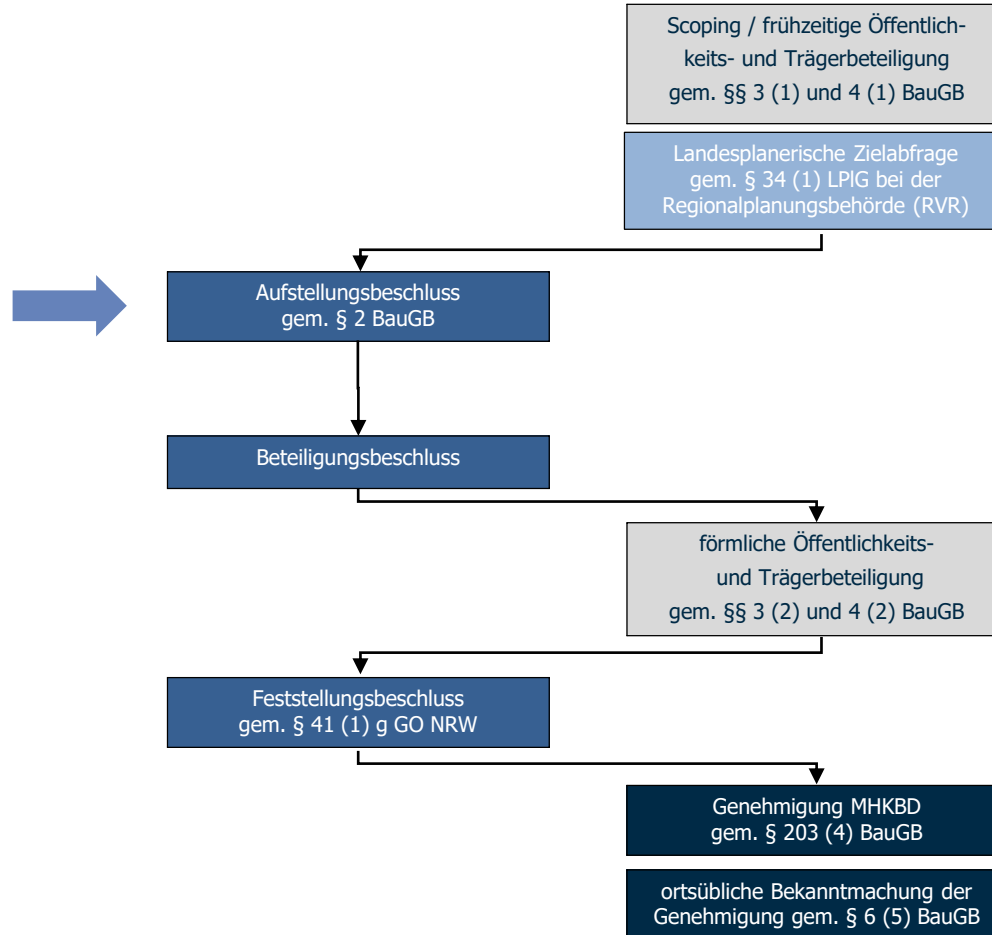 Scoping / frühzeitige Öffentlich-
keits- und Trägerbeteiligung
gem. §§ 3 (1) und 4 (1) BauGB
Landesplanerische Zielabfrage
gem. § 34 (1) LPlG bei der
Regionalplanungsbehörde (RVR)
Aufstellungsbeschluss
gem. § 2 BauGB
Beteiligungsbeschluss
förmliche Öffentlichkeits-
und Trägerbeteiligung
gem. §§ 3 (2) und 4 (2) BauGB
Feststellungsbeschluss
gem. § 41 (1) g GO NRW
Genehmigung MHKBD
gem. § 203 (4) BauGB
ortsübliche Bekanntmachung der
Genehmigung gem. § 6 (5) BauGB